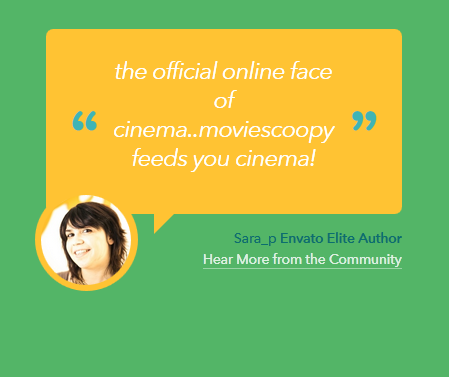 the official online face
of
“ cinema..moviescoopy ”
feeds you cinema!
Sara_p Envato Elite Author
Hear More from the Community